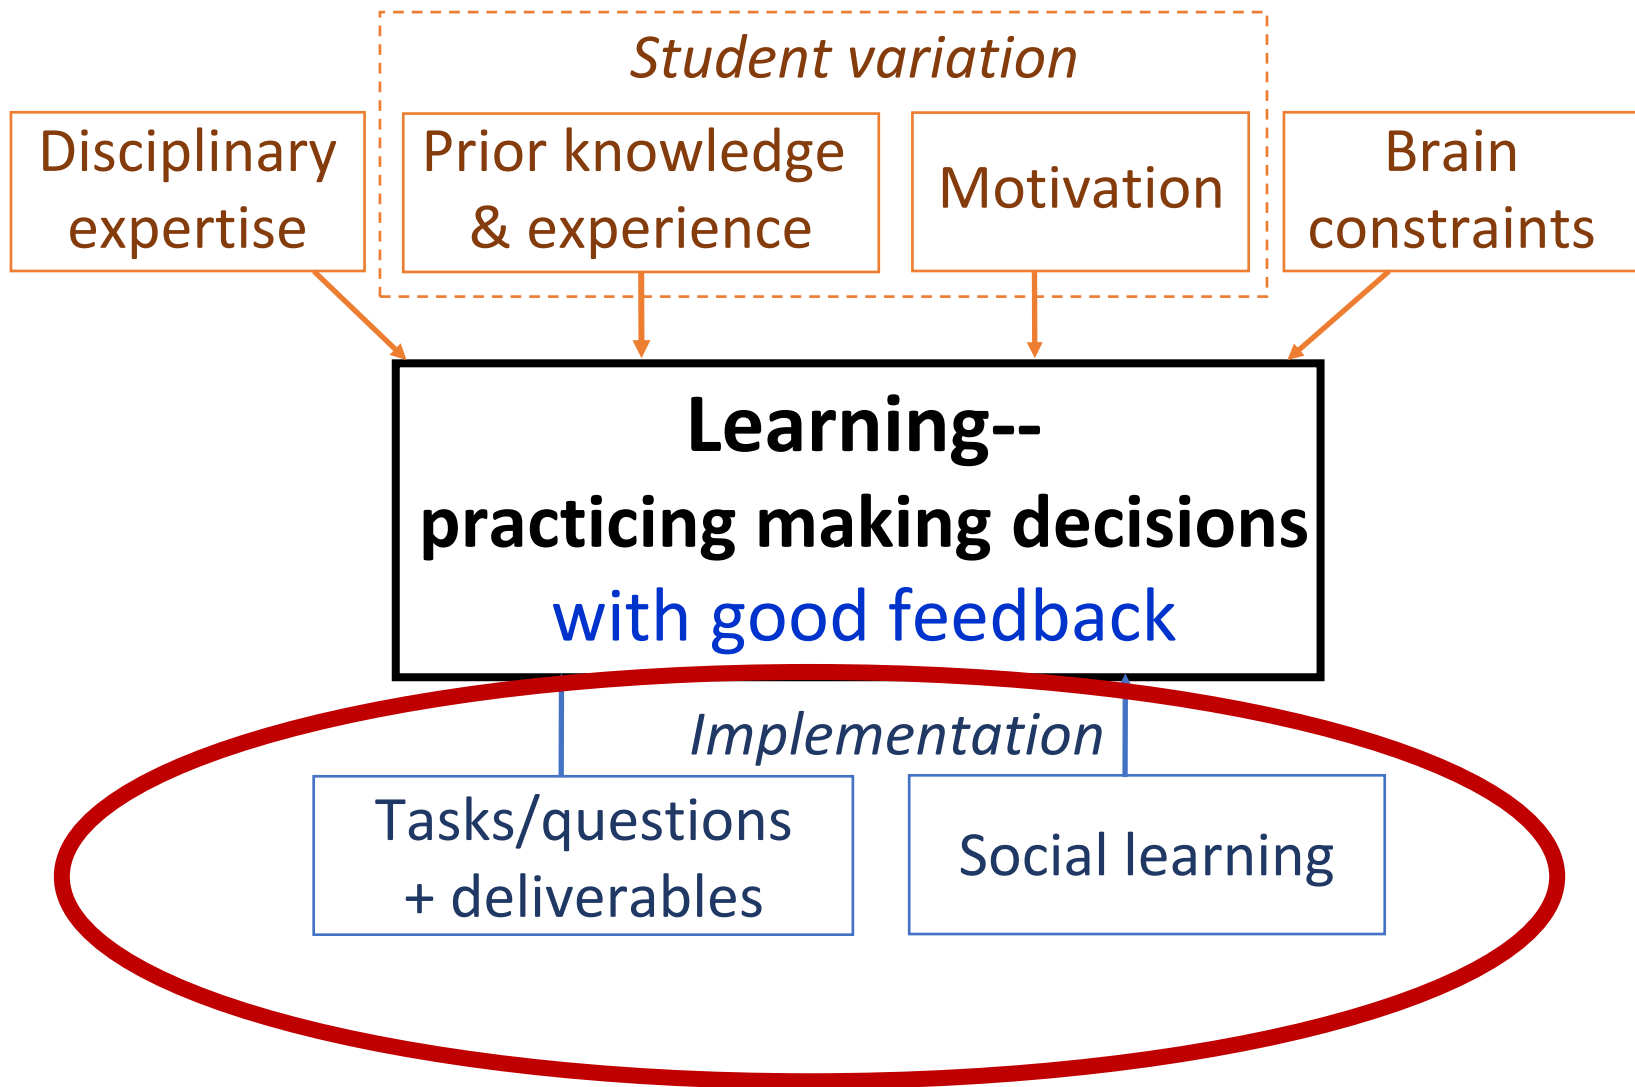 Student variation
Disciplinary
expertise
Prior knowledge
& experience
Motivation
Brain
constraints
Learning--
practicing making decisions
with good feedback
Implementation
Tasks/questions
+ deliverables
Social learning